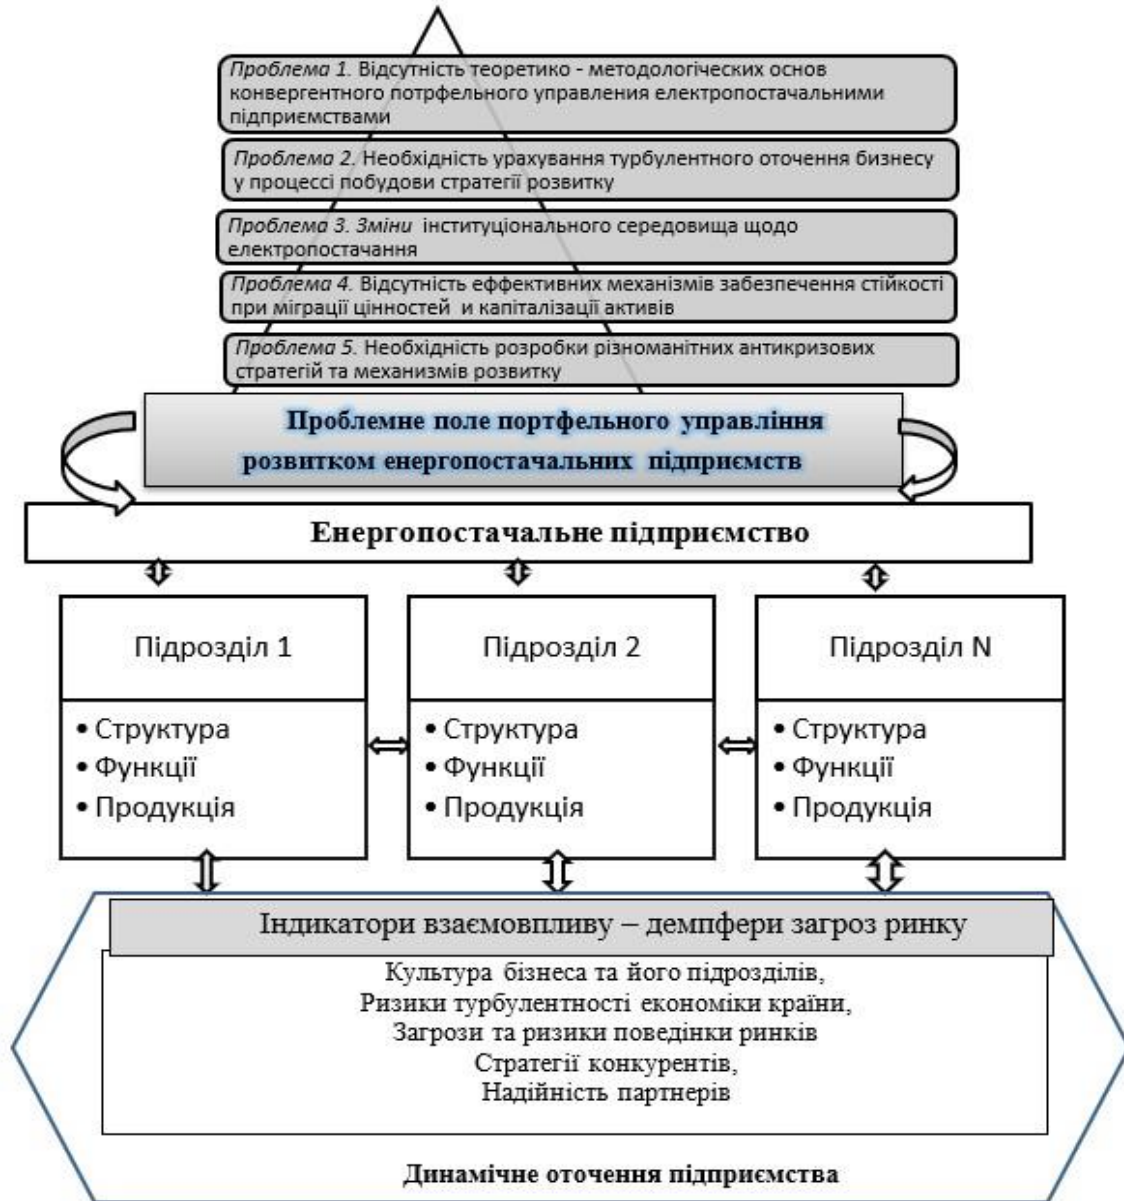 Проблема 1. Відсутність теоретико - методологічеських основ
конвергентного потрфельного управления електропостачальними
підприємствами
Проблема 2. Необхідність урахування турбулентного оточення бизнесу
у процессі побудови стратегії розвитку
Проблема 3. Зміни інституціонального середовища щодо
електропостачання
Проблема 4. Відсутність еффективних механізмів забезпечення стійкості
при міграції цінностей и капіталізації активів
Проблема 5. Необхідність розробки різноманітних антикризових
стратегій та механізмів розвитку
Проблемне поле портфельного управління
розвитком енергопостачальних підприємств
Енергопостачальне підприємство
Підрозділ 1
• Структура
• Функції
• Продукція
Підрозділ 2
• Структура
• Функції
• Продукція
Підрозділ N
• Структура
• Функції
• Продукція
Індикатори взаємовпливу – демпфери загроз ринку
Культура бізнеса та його підрозділів,
Ризики турбулентності економіки країни,
Загрози та ризики поведінки ринків
Стратегії конкурентів,
Надійність партнерів
Динамічне оточення підприємства